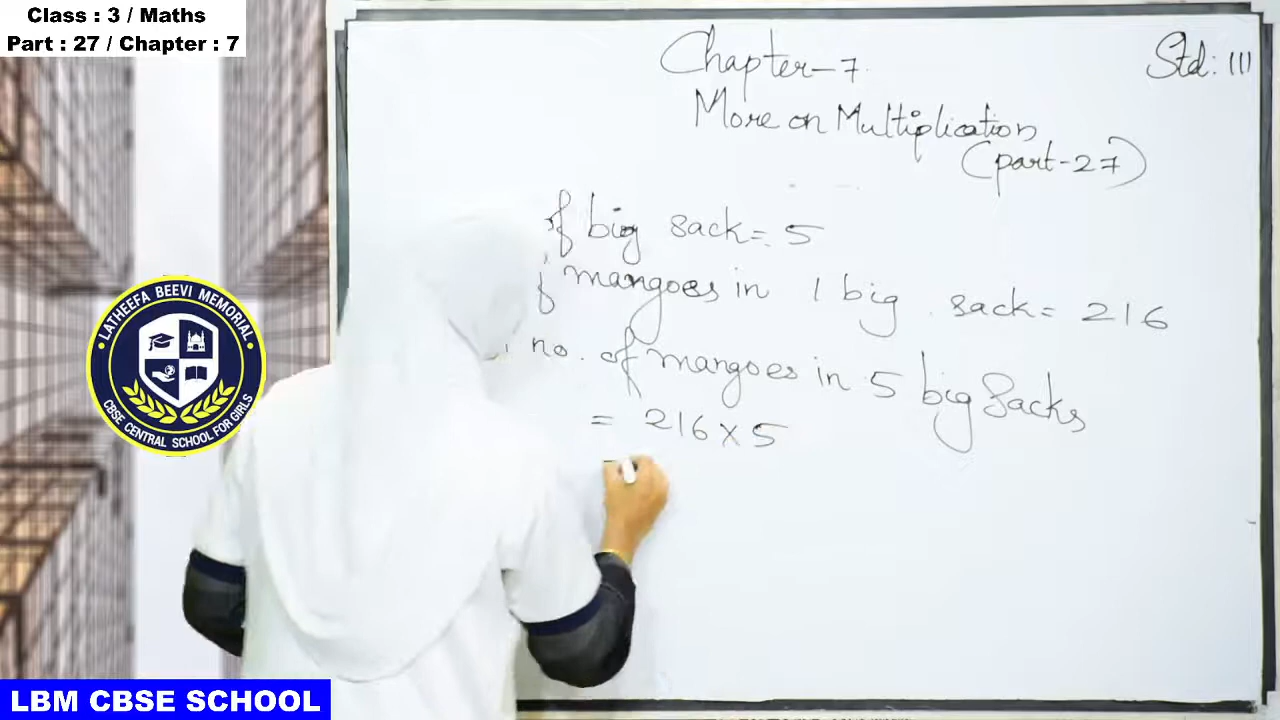 Class : 3 / Maths
Part : 27 / Chapter : 7
Chapter-7
Std: III
More on Multiplication
(part-27)
of big sack = 5
mangoes in 1 big sack = 216
no. of mangoes in 5 big Sacks
= 216 x 5
LATHEEFA BEEVI MEMORIAL
CBSE CENTRAL SCHOOL FOR GIRLS
LBM CBSE SCHOOL